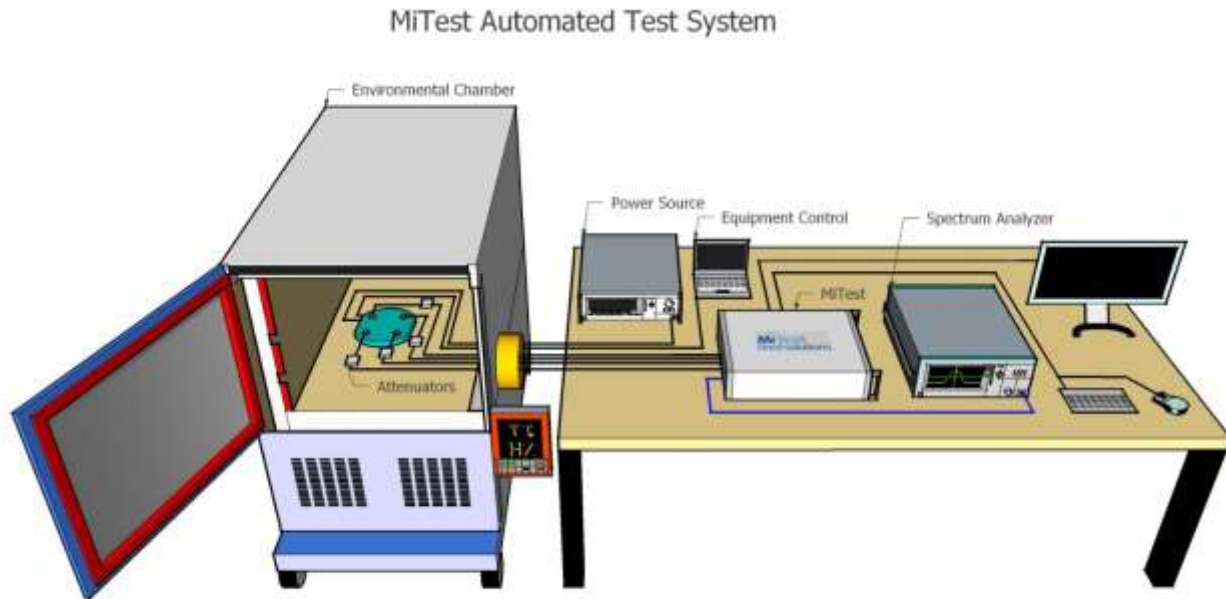 MiTest Automated Test System
Environmental Chamber
Power Source
Equipment Control
Spectrum Analyzer
MiTest
Attenuators